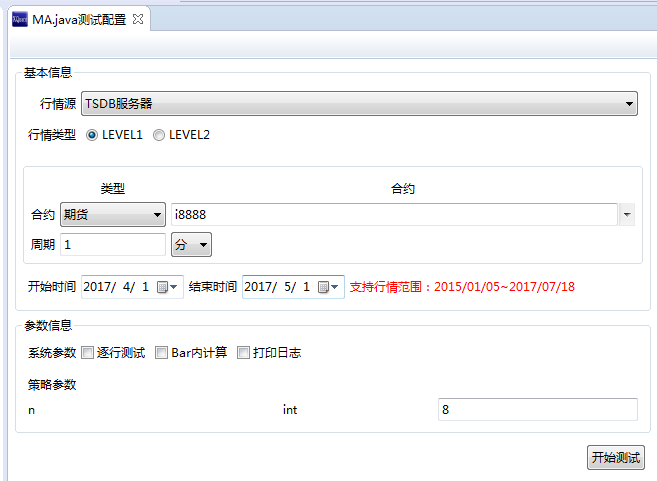 MA.java测试配置
基本信息
行情源 TSDB服务器
行情类型 LEVEL1 LEVEL2
类型 合约
合约 期货 i8888
周期 1 分
开始时间 2017/ 4/ 1 结束时间 2017/ 5/ 1 支持行情范围：2015/01/05~2017/07/18
参数信息
系统参数 逐行测试 Bar内计算 打印日志
策略参数
n int 8
开始测试